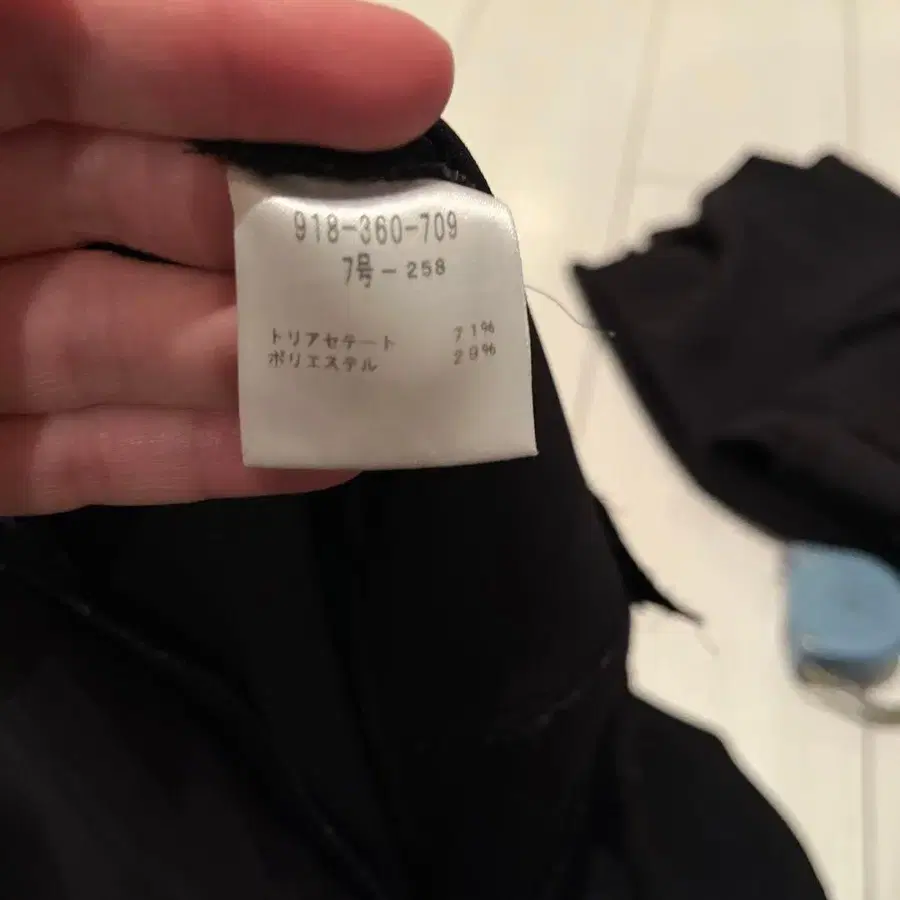 918-360-709
7号-258
トリアセテート 71%
ポリエステル 29%